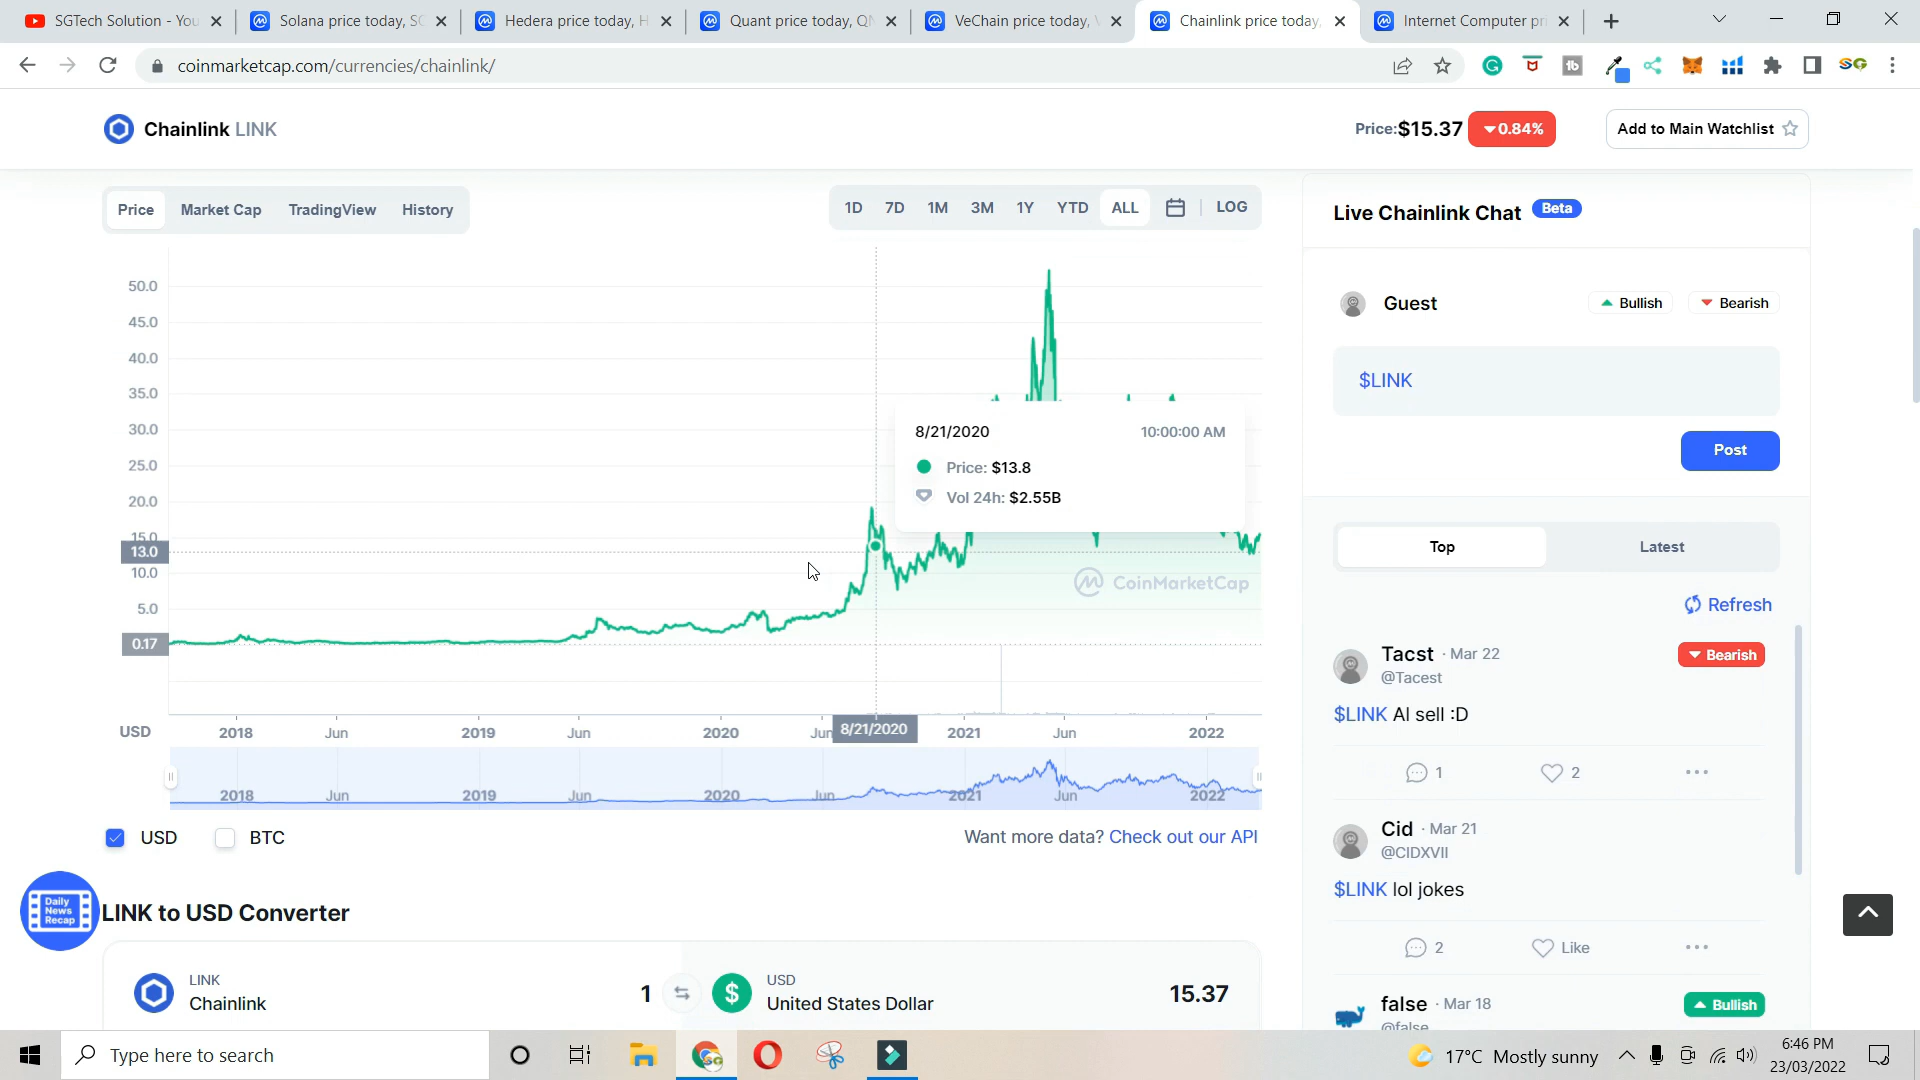 SGTech Solution - You
Solana price today, SO
Hedera price today, H
Quant price today, QN
VeChain price today, V
Chainlink price today,
Internet Computer pri
coinmarketcap.com/currencies/chainlink/
Chainlink LINK
Price:$15.37
0.84%
Add to Main Watchlist
Price
Market Cap
TradingView
History
1D
7D
1M
3M
1Y
YTD
ALL
LOG
50.0
45.0
40.0
35.0
30.0
25.0
20.0
15.0
13.0
10.0
5.0
0.17
8/21/2020
10:00:00 AM
Price: $13.8
Vol 24h: $2.55B
CoinMarketCap
USD
2018
Jun
2019
Jun
2020
Jun
8/21/2020
2021
Jun
2022
2018
Jun
2019
Jun
2020
Jun
2021
Jun
2022
USD
BTC
Want more data? Check out our API
Daily
News
Recap
LINK to USD Converter
LINK
Chainlink
1
USD
United States Dollar
15.37
Live Chainlink Chat
Beta
Guest
Bullish
Bearish
$LINK
Post
Top
Latest
Refresh
Tacst · Mar 22
Bearish
@Tacest
$LINK Al sell :D
1
2
Cid · Mar 21
@CIDXVII
$LINK lol jokes
2
Like
false · Mar 18
Bullish
@false
Type here to search
17°C Mostly sunny
6:46 PM
23/03/2022